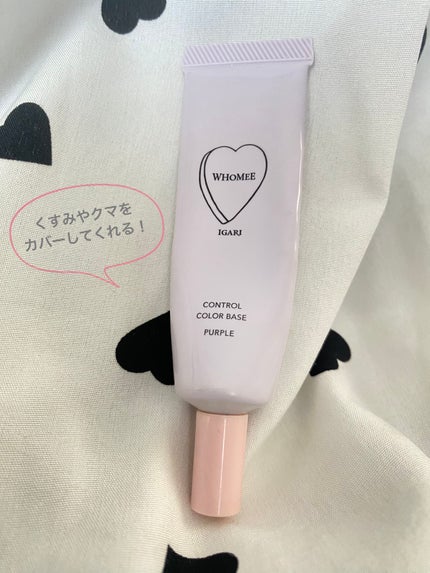 くすみやクマを
カバーしてくれる！
WHOMEE
IGARI
CONTROL
COLOR BASE
PURPLE